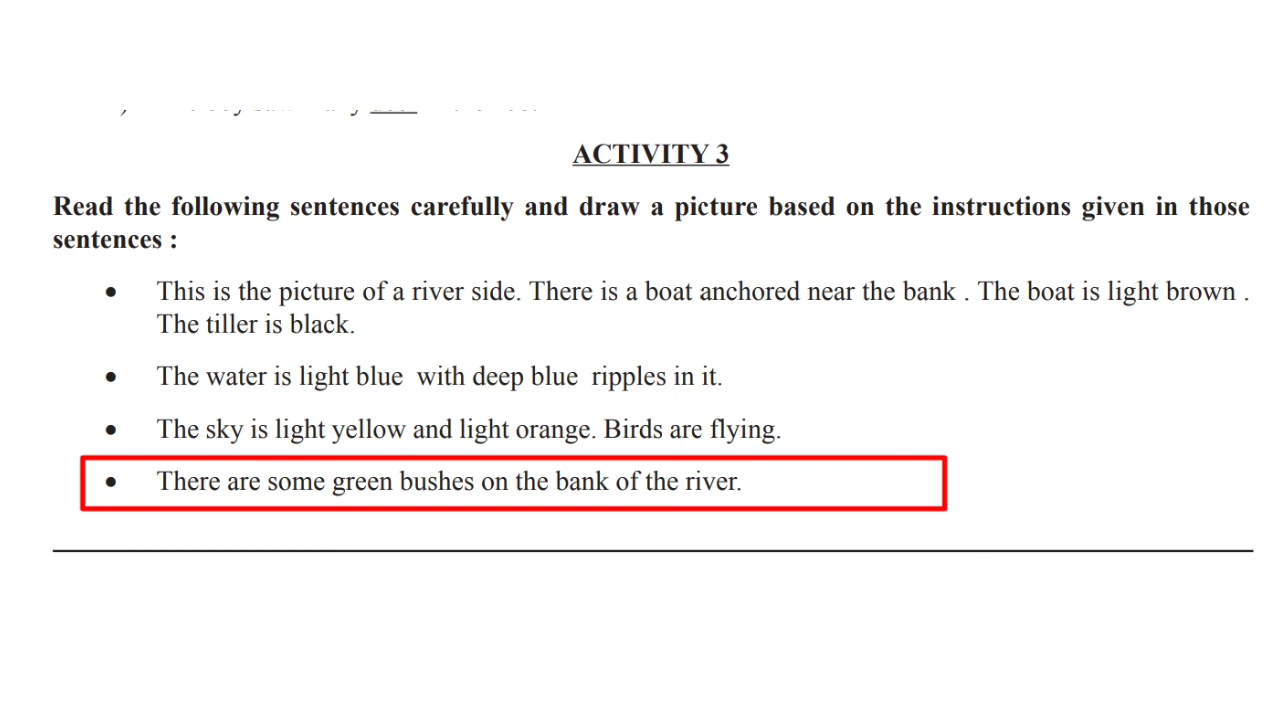 ACTIVITY 3
Read the following sentences carefully and draw a picture based on the instructions given in those
sentences :
• This is the picture of a river side. There is a boat anchored near the bank . The boat is light brown .
The tiller is black.
• The water is light blue with deep blue ripples in it.
• The sky is light yellow and light orange. Birds are flying.
• There are some green bushes on the bank of the river.